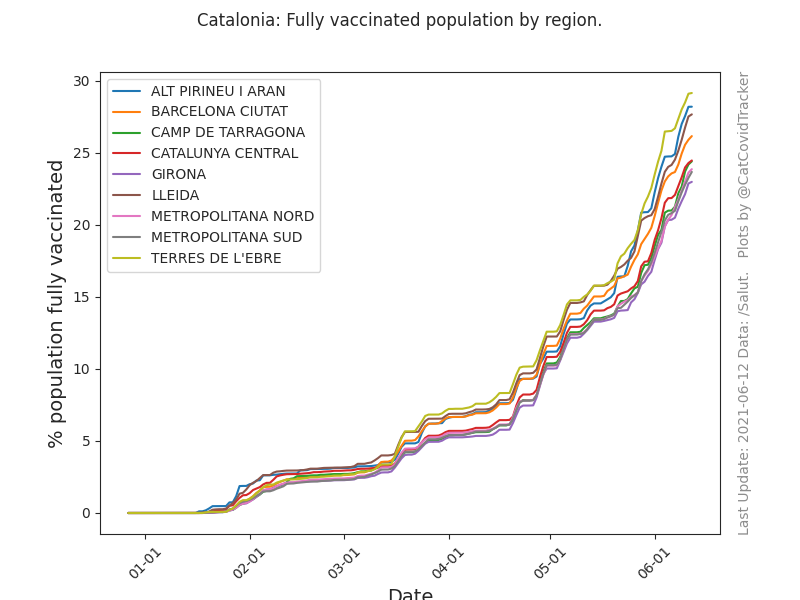 Catalonia: Fully vaccinated population by region.
ALT PIRINEU I ARAN
BARCELONA CIUTAT
CAMP DE TARRAGONA
CATALUNYA CENTRAL
GIRONA
LLEIDA
METROPOLITANA NORD
METROPOLITANA SUD
TERRES DE L'EBRE
% population fully vaccinated
30
25
20
15
10
5
0
01-01
02-01
03-01
04-01
05-01
06-01
Date
Last Update: 2021-06-12 Data: /Salut. Plots by @CatCovidTracker